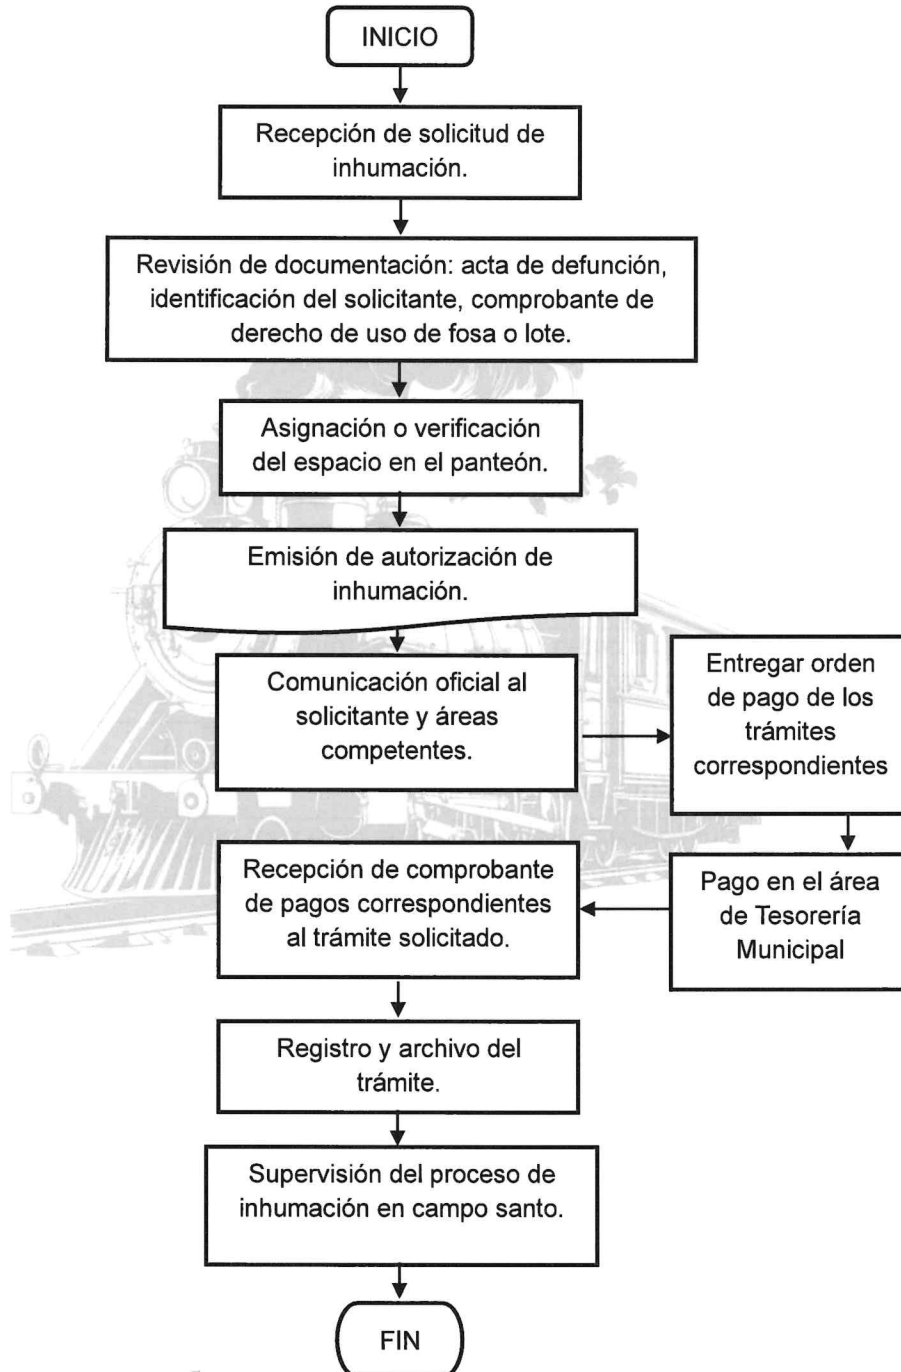 INICIO
Recepción de solicitud de
inhumación.
Revisión de documentación: acta de defunción,
identificación del solicitante, comprobante de
derecho de uso de fosa o lote.
Asignación o verificación
del espacio en el panteón.
Emisión de autorización de
inhumación.
Comunicación oficial al
solicitante y áreas
competentes.
Entregar orden
de pago de los
trámites
correspondientes
Pago en el área
de Tesorería
Municipal
Recepción de comprobante
de pagos correspondientes
al trámite solicitado.
Registro y archivo del
trámite.
Supervisión del proceso de
inhumación en campo santo.
FIN